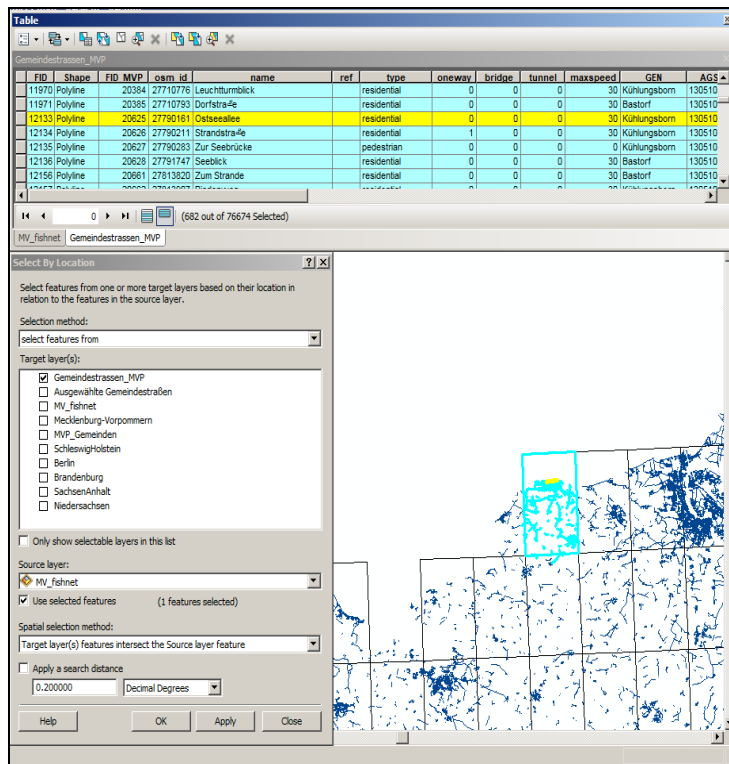 Table
Gemeindestrassen_MVP
FID Shape FID_MVP osm_id name ref type oneway bridge tunnel maxspeed GEN AGS
11970 Polyline 20384 27710776 Leuchtturmblick residential 0 0 0 30 Kühlungsborn 130510
11971 Polyline 20385 27710793 Dorfstra residential 0 0 0 30 Bastorf 130510
12133 Polyline 20625 27790161 Ostseeallee residential 0 0 0 30 Kühlungsborn 130510
12134 Polyline 20626 27790211 Strandstra residential 1 0 0 30 Kühlungsborn 130510
12135 Polyline 20627 27790283 Zur Seebrücke pedestrian 0 0 0 0 Kühlungsborn 130510
12136 Polyline 20628 27791747 Seeblick residential 0 0 0 30 Bastorf 130510
12156 Polyline 20661 27813820 Zum Strande residential 0 0 0 30 Bastorf 130510
0 (682 out of 76674 Selected)
MV_fishnet Gemeindestrassen_MVP
Select By Location
Select features from one or more target layers based on their location in
relation to the features in the source layer.
Selection method:
select features from
Target layer(s):
Gemeindestrassen_MVP
Ausgewählte Gemeindestraßen
MV_fishnet
Mecklenburg-Vorpommern
MVP_Gemeinden
SchleswigHolstein
Berlin
Brandenburg
SachsenAnhalt
Niedersachsen
Only show selectable layers in this list
Source layer:
MV_fishnet
Use selected features (1 features selected)
Spatial selection method:
Target layer(s) features intersect the Source layer feature
Apply a search distance
0.200000 Decimal Degrees
Help OK Apply Close